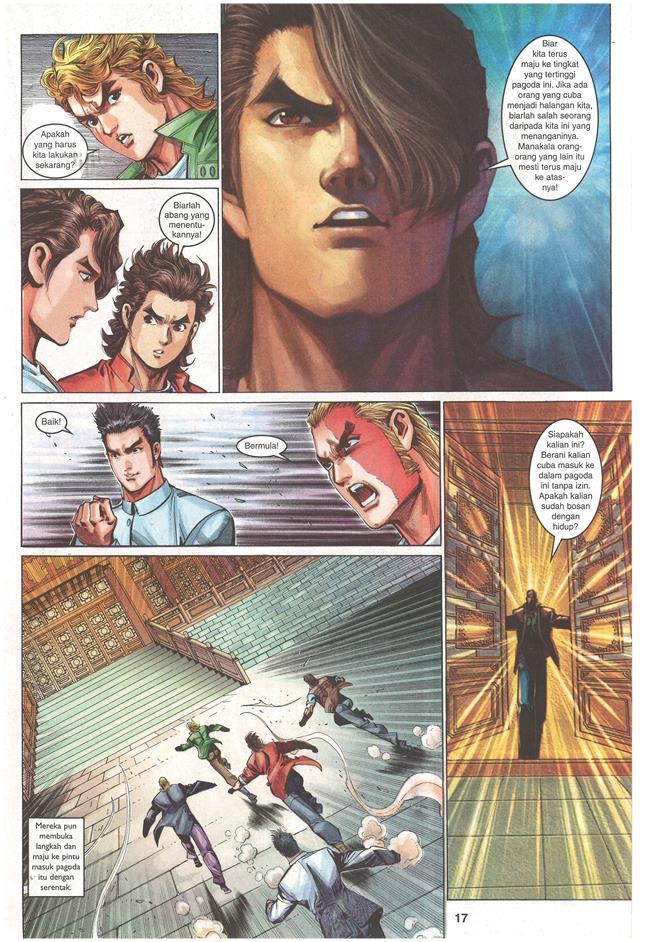 Apakah
yang harus
kita lakukan
sekarang?
Biar
kita terus
maju ke tingkat
yang tertinggi
pagoda ini. Jika ada
orang yang cuba
menjadi halangan kita,
biarlah salah seorang
daripada kita ini yang
menanganinya.
Manakala orang-
orang yang lain itu
mesti terus maju
ke atas-
nya!
Biarlah
abang yang
menentu-
kannya!
Baik!
Bermula!
Siapakah
kalian ini?
Berani kalian
cuba masuk ke
dalam pagoda
ini tanpa izin.
Apakah kalian
sudah bosan
dengan
hidup?
Mereka pun
membuka
langkah dan
maju ke pintu
masuk pagoda
itu dengan
serentak.
17